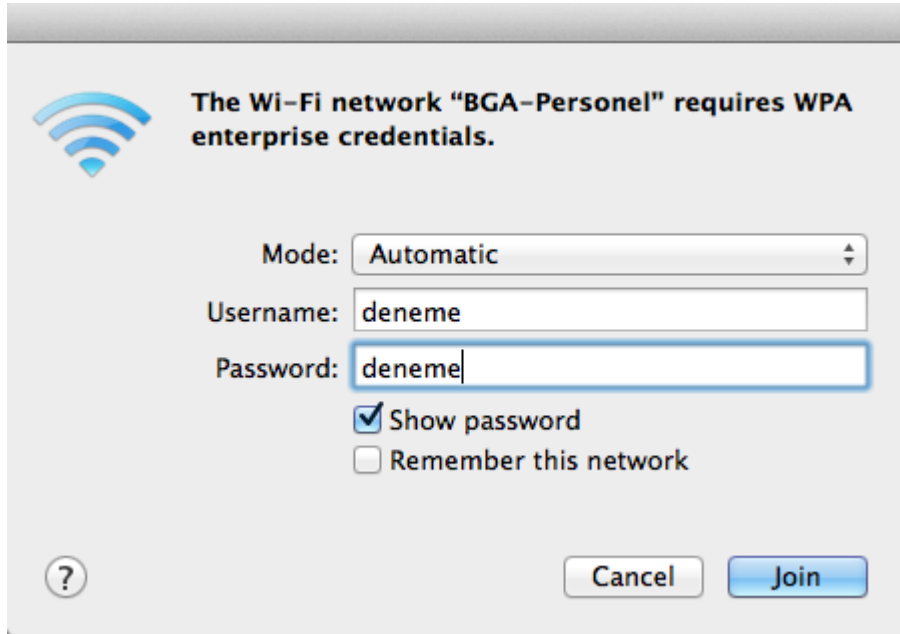 The Wi-Fi network “BGA-Personel” requires WPA
enterprise credentials.
Mode: Automatic
Username: deneme
Password: deneme
Show password
Remember this network
? Cancel Join